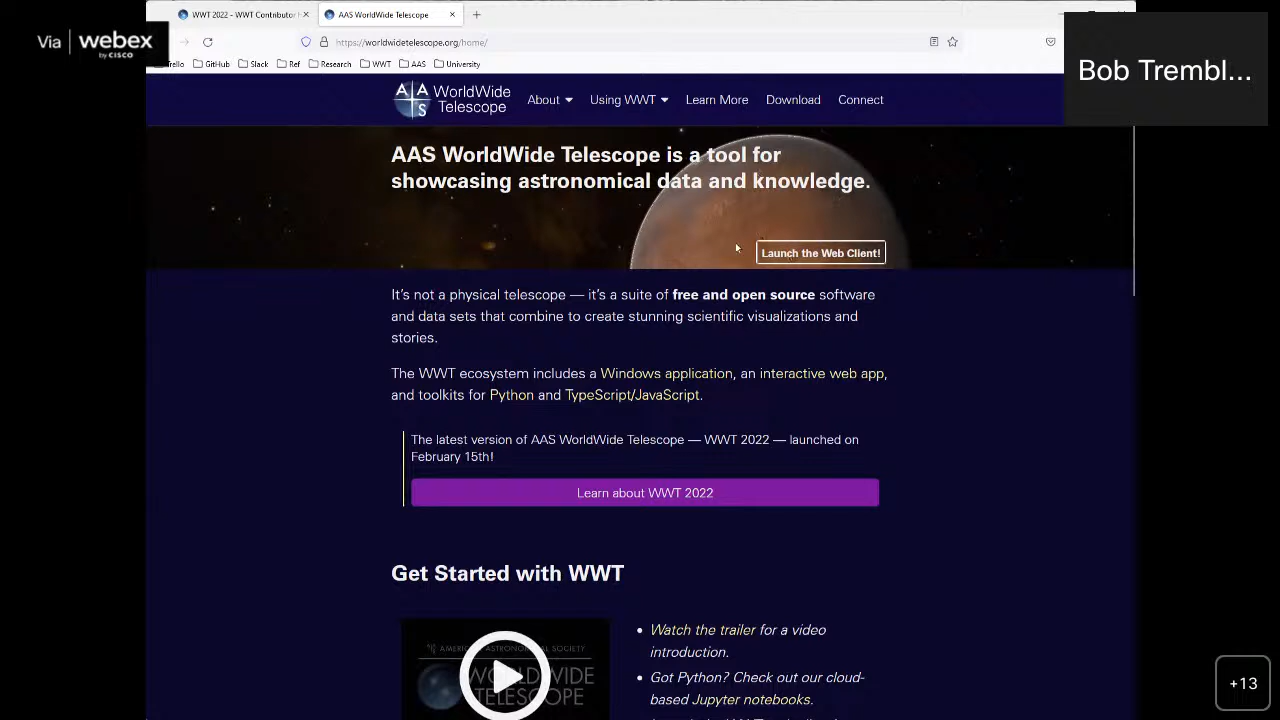 WWT 2022 - WWT Contributor
AAS WorldWide Telescope
Via webex
by CISCO
https://worldwidetelescope.org/home/
Bob Trembl...
GitHub Slack Ref Research WWT AAS University
AAS WorldWide Telescope
About Using WWT Learn More Download Connect
AAS WorldWide Telescope is a tool for
showcasing astronomical data and knowledge.
Launch the Web Client!
It's not a physical telescope — it's a suite of free and open source software
and data sets that combine to create stunning scientific visualizations and
stories.
The WWT ecosystem includes a Windows application, an interactive web app,
and toolkits for Python and TypeScript/JavaScript.
The latest version of AAS WorldWide Telescope — WWT 2022 — launched on
February 15th!
Learn about WWT 2022
Get Started with WWT
Watch the trailer for a video
introduction.
AMERICAN ASTRONOMICAL SOCIETY
WORLDWIDE
TELESCOPE
Got Python? Check out our cloud-
based Jupyter notebooks.
+13